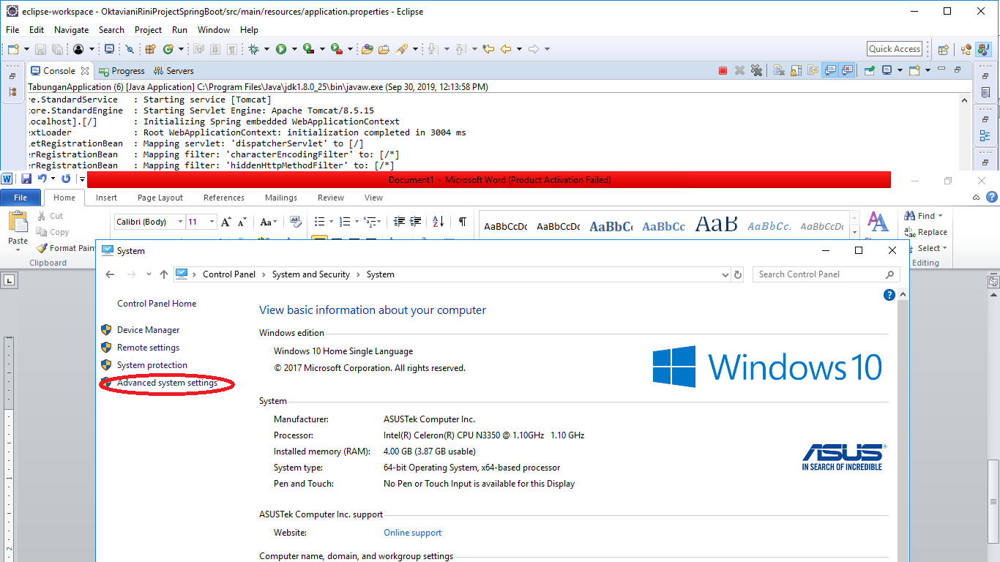 eclipse-workspace - OktavianiRiniProjectSpringBoot/src/main/resources/application.properties - Eclipse
File Edit Navigate Search Project Run Window Help
Quick Access
Console Progress Servers
TabunganApplication (6) [Java Application] C:\Program Files\Java\jdk1.8.0_25\bin\javaw.exe (Sep 30, 2019, 12:13:58 PM)
re.StandardService : Starting service [Tomcat]
ore.StandardEngine : Starting Servlet Engine: Apache Tomcat/8.5.15
localhost].[/] : Initializing Spring embedded WebApplicationContext
extLoader : Root WebApplicationContext: initialization completed in 3004 ms
letRegistrationBean : Mapping servlet: 'dispatcherServlet' to [/]
erRegistrationBean : Mapping filter: 'characterEncodingFilter' to: [/*]
erRegistrationBean : Mapping filter: 'hiddenHttpMethodFilter' to: [/*]
Document1 - Microsoft Word (Product Activation Failed)
File Home Insert Page Layout References Mailings Review View
Paste Cut Copy Format Pain
Clipboard
Calibri (Body) 11 Aa
AaBbCcDc AaBbCcDc AaBbCc AaBbCc AaB AaBbCc. AaBbCcDc
Find
Replace
Select
Editing
System
Control Panel System and Security System
Search Control Panel
Control Panel Home
Device Manager
Remote settings
System protection
Advanced system settings
View basic information about your computer
Windows edition
Windows 10 Home Single Language
© 2017 Microsoft Corporation. All rights reserved.
Windows 10
System
Manufacturer: ASUSTek Computer Inc.
Processor: Intel(R) Celeron(R) CPU N3350 @ 1.10GHz 1.10 GHz
Installed memory (RAM): 4.00 GB (3.87 GB usable)
System type: 64-bit Operating System, x64-based processor
Pen and Touch: No Pen or Touch Input is available for this Display
ASUS
IN SEARCH OF INCREDIBLE
ASUSTek Computer Inc. support
Website: Online support
Computer name, domain, and workgroup settings
1
2